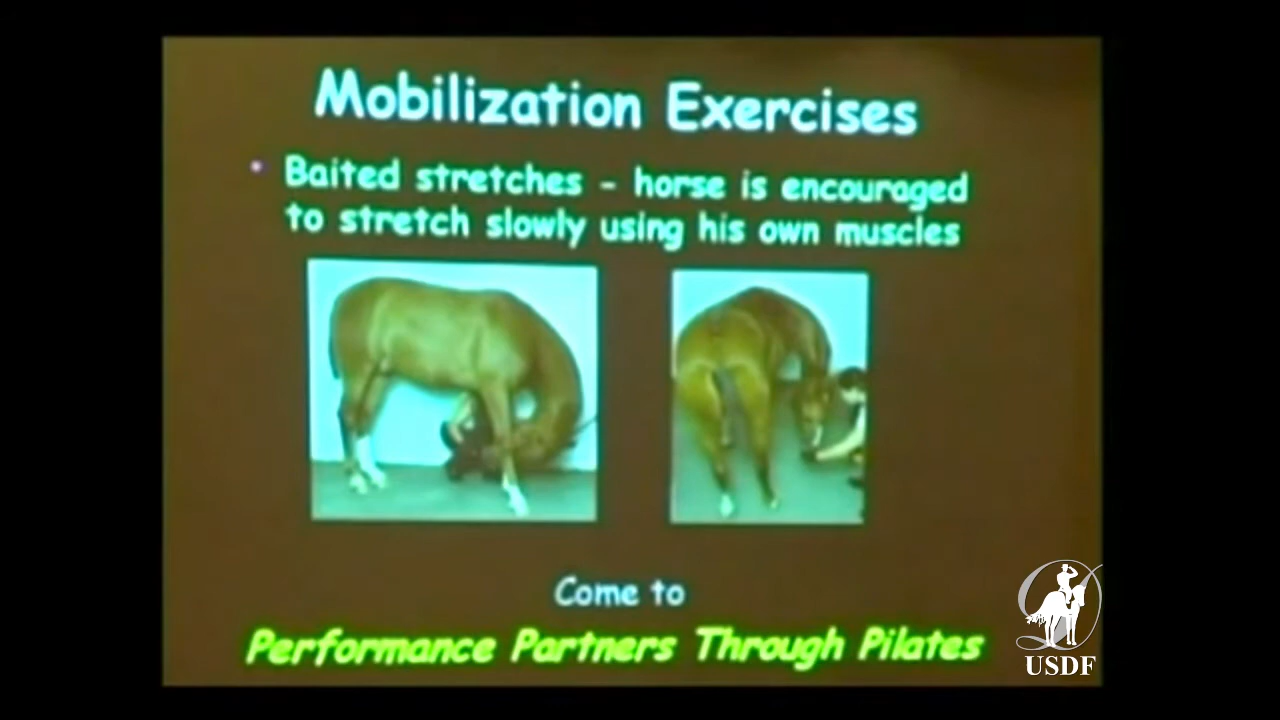 Mobilization Exercises
• Baited stretches - horse is encouraged
to stretch slowly using his own muscles
Come to
Performance Partners Through Pilates
USDF